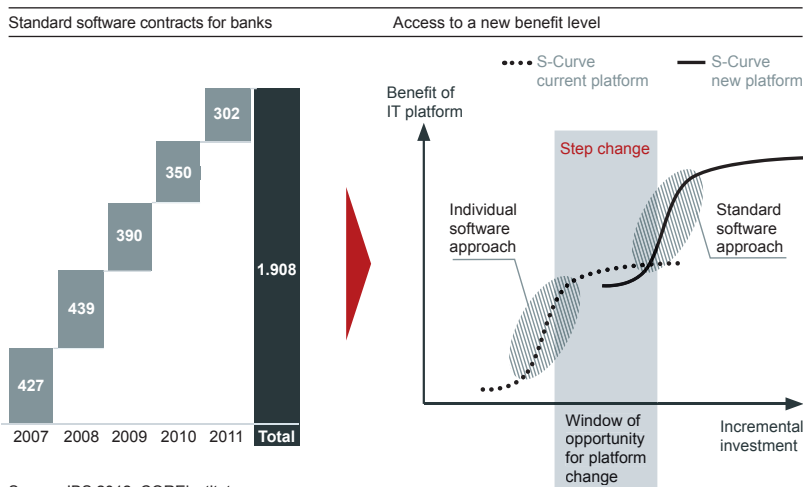 Standard software contracts for banks
302
350
390
439
427
1.908
2007 2008 2009 2010 2011 Total
Access to a new benefit level
S-Curve
current platform
S-Curve
new platform
Benefit of
IT platform
Step change
Individual
software
approach
Standard
software
approach
Window of
opportunity
for platform
change
Incremental
investment